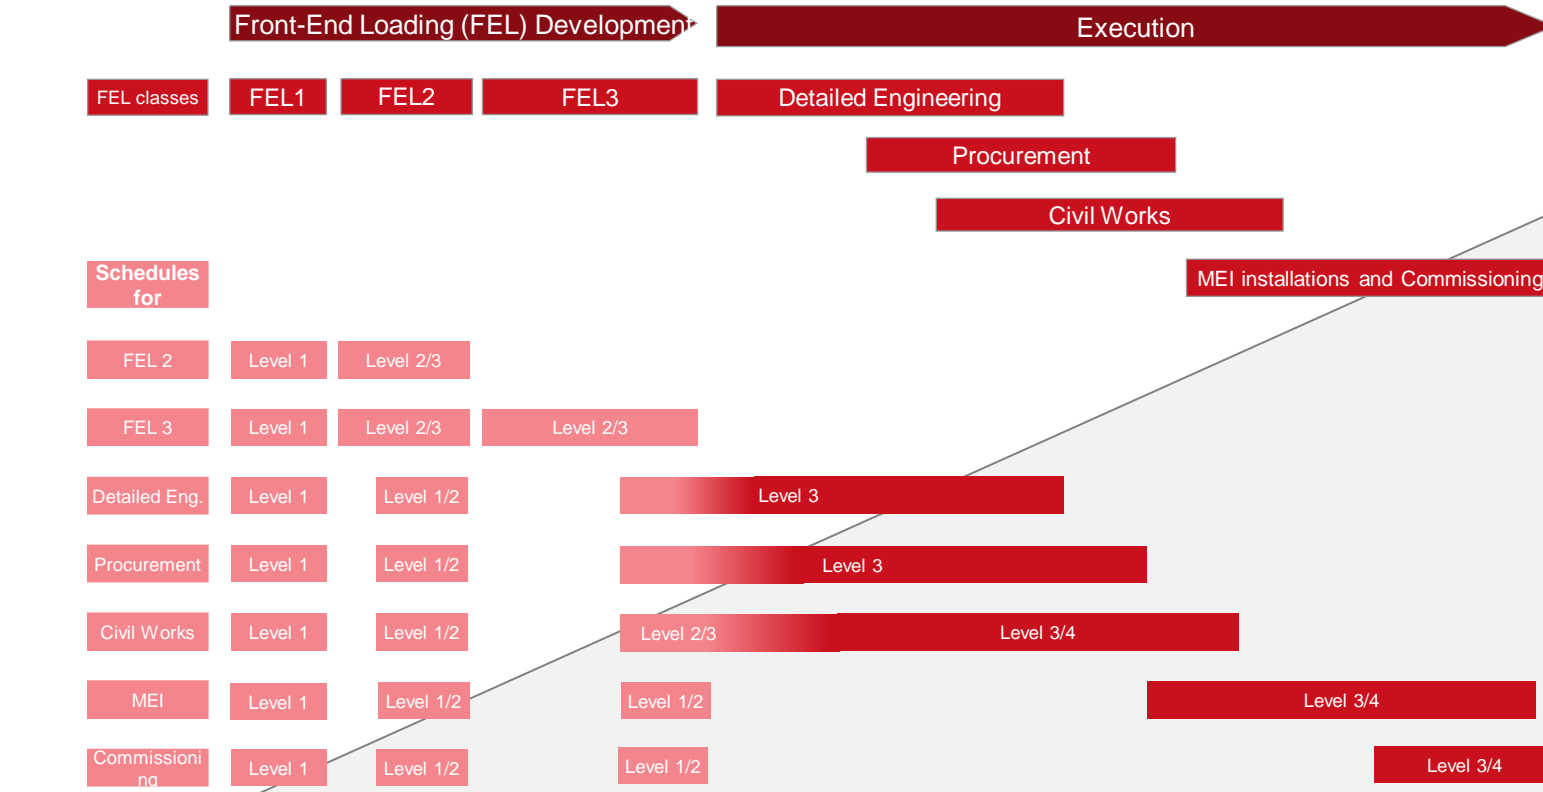 Front-End Loading (FEL) Development
Execution
FEL classes
FEL1
FEL2
FEL3
Detailed Engineering
Procurement
Civil Works
MEI installations and Commissioning
Schedules
for
FEL 2
Level 1
Level 2/3
FEL 3
Level 1
Level 2/3
Level 2/3
Detailed Eng.
Level 1
Level 1/2
Level 3
Procurement
Level 1
Level 1/2
Level 3
Civil Works
Level 1
Level 1/2
Level 2/3
Level 3/4
MEI
Level 1
Level 1/2
Level 1/2
Level 3/4
Commissioni
ng
Level 1
Level 1/2
Level 1/2
Level 3/4